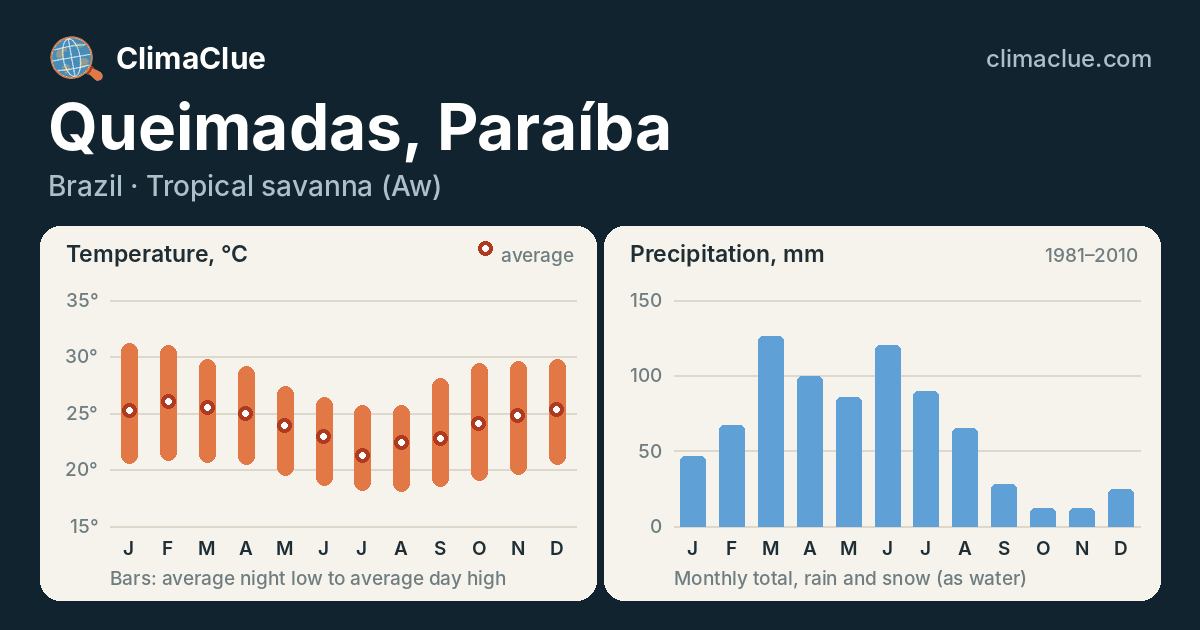 ClimaClue
climaclue.com
Queimadas, Paraíba
Brazil · Tropical savanna (Aw)
Temperature, °C
average
35°
30°
25°
20°
15°
J F M A M J J A S O N D
Bars: average night low to average day high
Precipitation, mm
1981–2010
150
100
50
0
J F M A M J J A S O N D
Monthly total, rain and snow (as water)